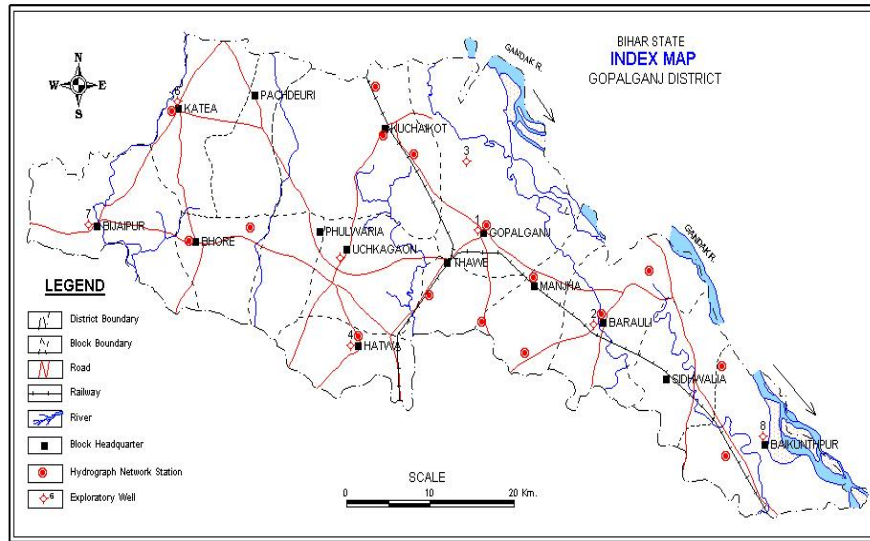 BIHAR STATE
INDEX MAP
GOPALGANJ DISTRICT
GANDAK R.
N
W E
S
PACHDEURI
6
KATEA
KUCHAIKOT
3
BIJAIPUR
BHORE
PHULWARIA
UCHKAGAON
1
GOPALGANJ
THAWE
GANDAK R.
MANJHA
2
BARAULI
4
HATWA
SIDHWALIA
8
BAIKUNTHPUR
LEGEND
District Boundary
Block Boundary
Road
Railway
River
Block Headquarter
Hydrograph Network Station
6
Exploratory Well
SCALE
0 10 20 Km.